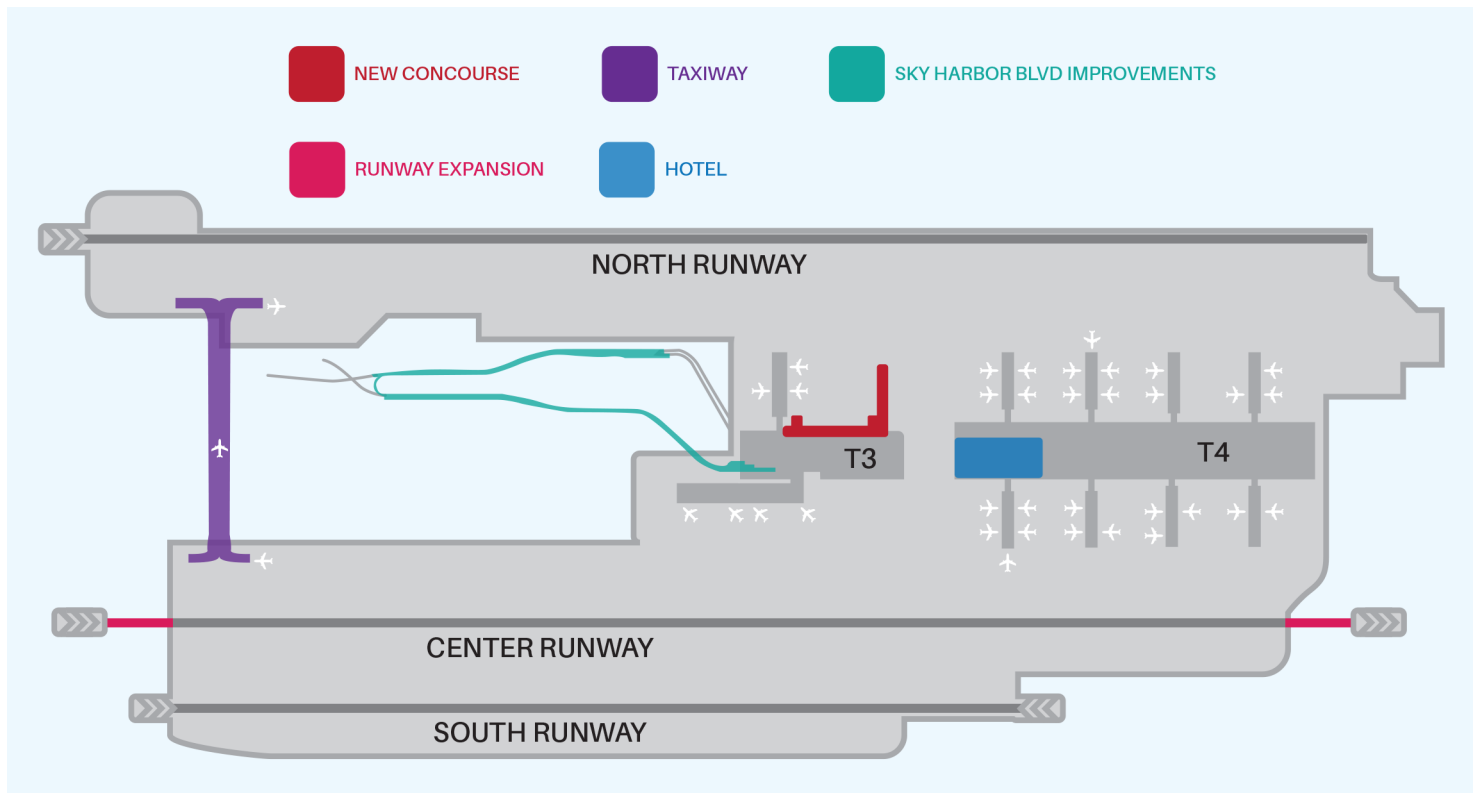 NEW CONCOURSE
TAXIWAY
SKY HARBOR BLVD IMPROVEMENTS
RUNWAY EXPANSION
HOTEL
NORTH RUNWAY
T3
T4
CENTER RUNWAY
SOUTH RUNWAY